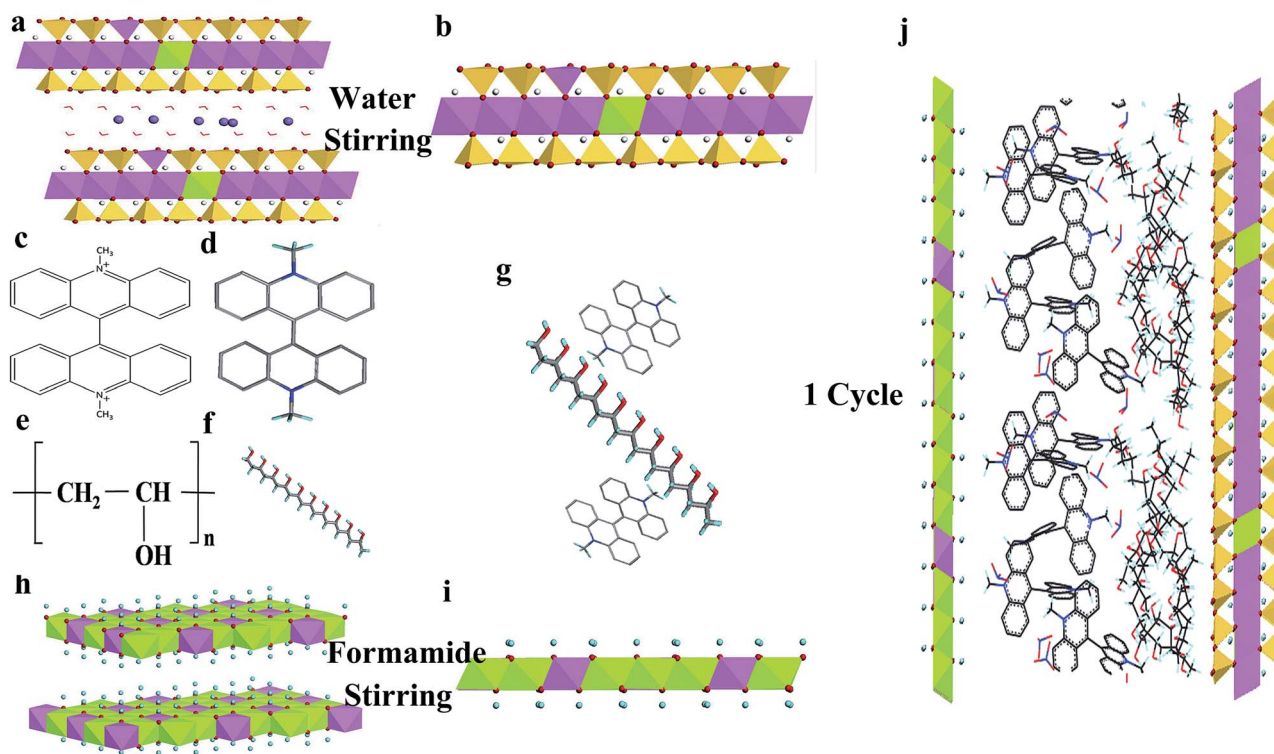 a
b
j
Water
Stirring
c
d
g
CH₃
N⁺
N⁺
CH₃
1 Cycle
e
f
CH₂ CH
n
OH
h
i
Formamide
Stirring